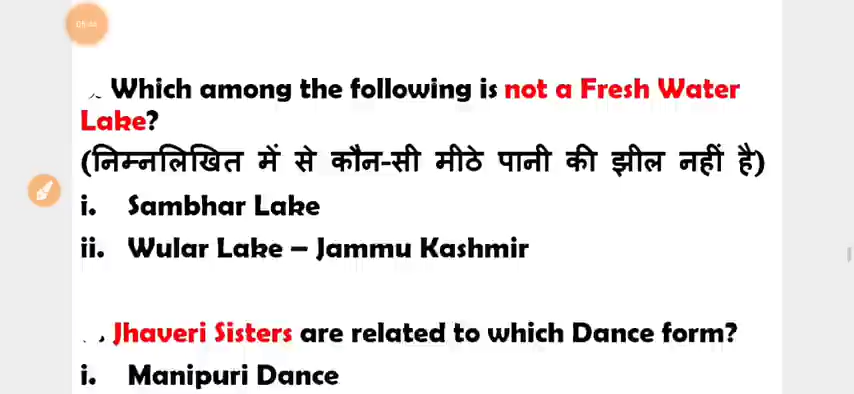 Which among the following is not a Fresh Water
Lake?
(निम्नलिखित में से कौन-सी मीठे पानी की झील नहीं है)
i. Sambhar Lake
ii. Wular Lake – Jammu Kashmir
Jhaveri Sisters are related to which Dance form?
i. Manipuri Dance